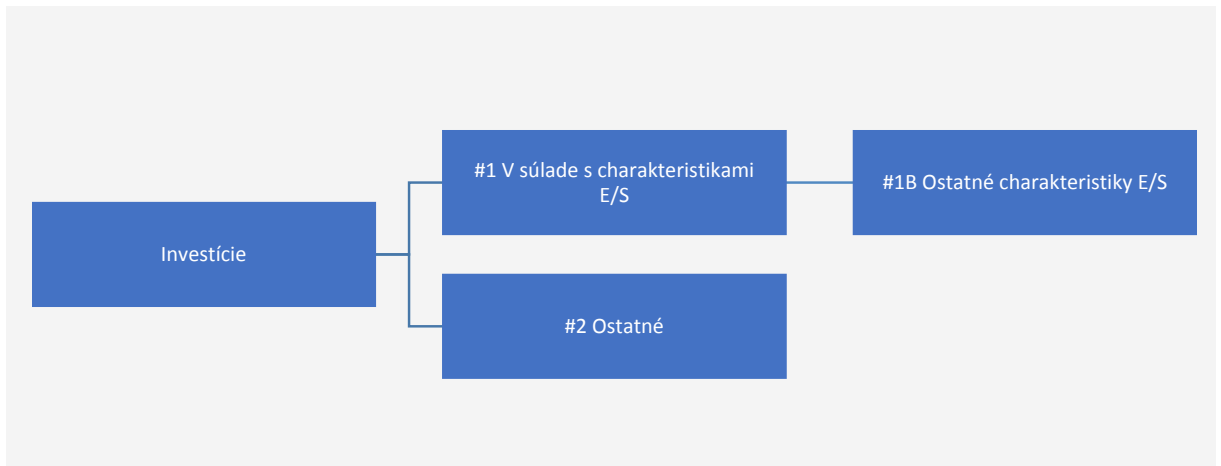 #1 V súlade s charakteristikami
E/S
#1B Ostatné charakteristiky E/S
Investície
#2 Ostatné